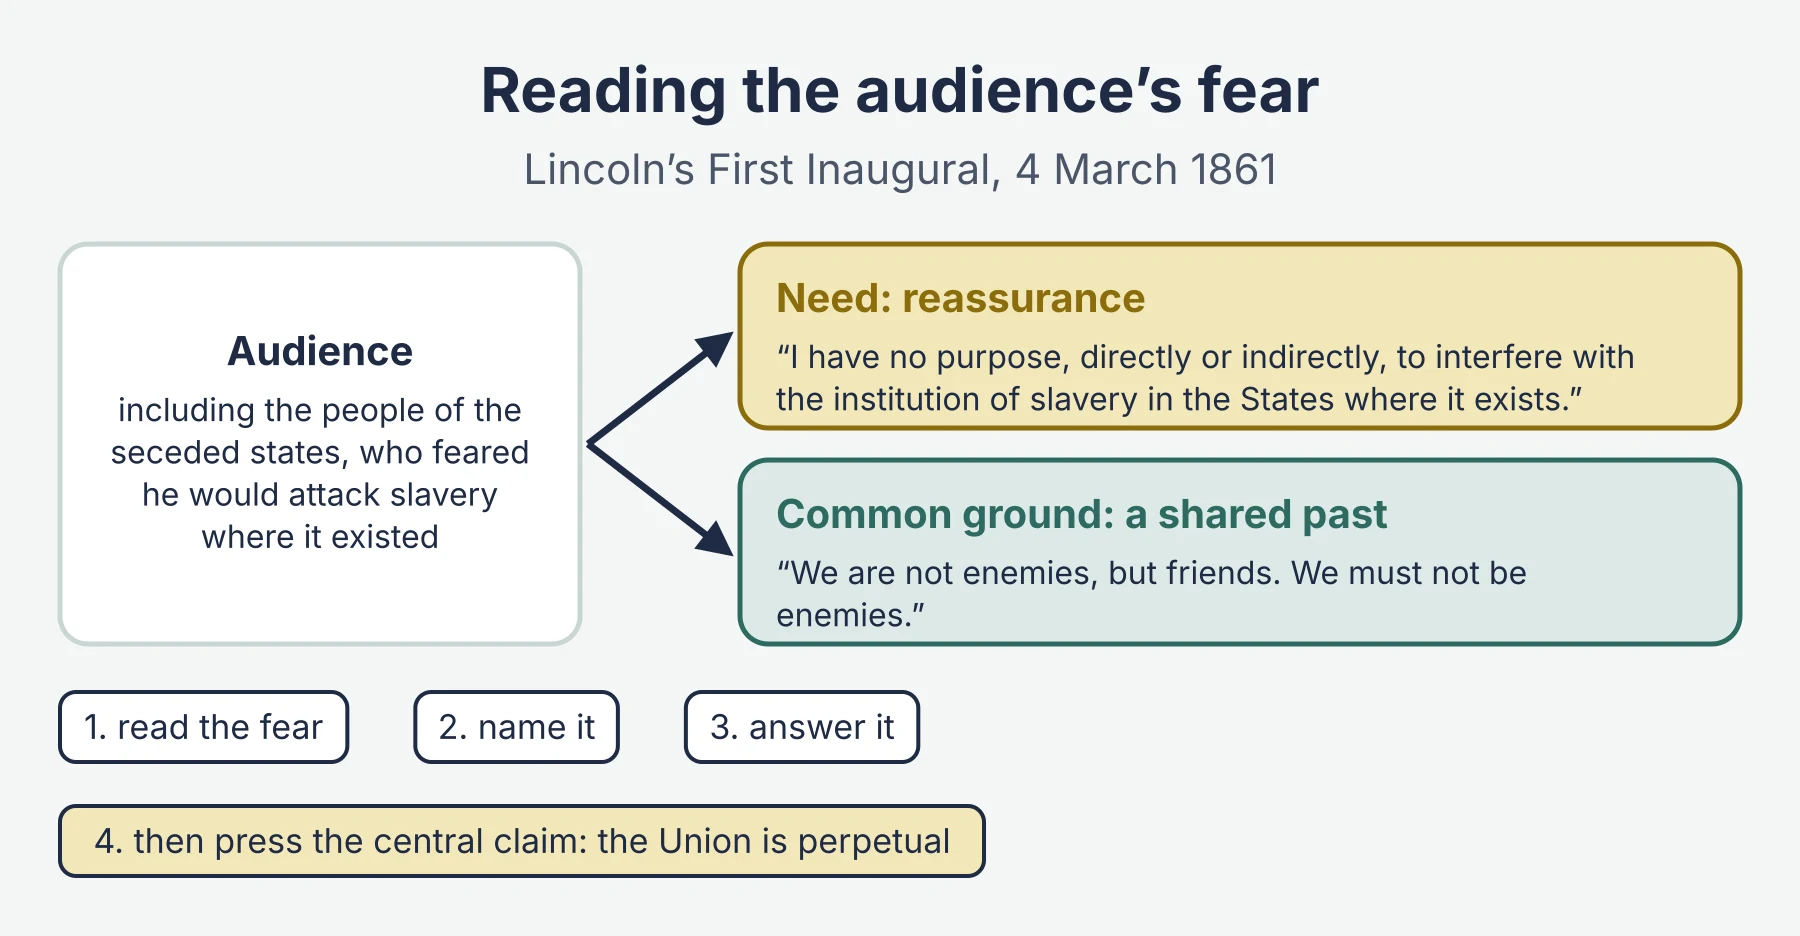 Reading the audience’s fear
Lincoln’s First Inaugural, 4 March 1861
Audience
including the people of the
seceded states, who feared
he would attack slavery
where it existed
Need: reassurance
“I have no purpose, directly or indirectly, to interfere with
the institution of slavery in the States where it exists.”
Common ground: a shared past
“We are not enemies, but friends. We must not be
enemies.”
1. read the fear
2. name it
3. answer it
4. then press the central claim: the Union is perpetual